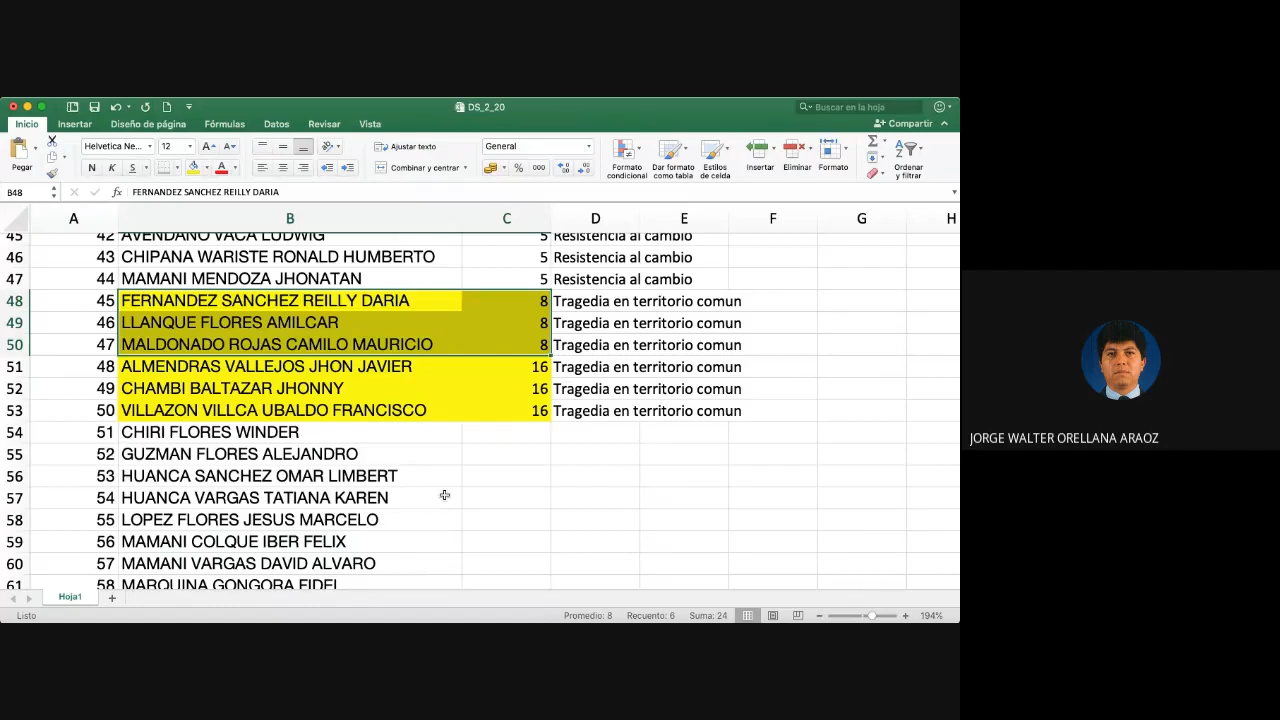 DS_2_20
Buscar en la hoja
Inicio Insertar Diseño de página Fórmulas Datos Revisar Vista Compartir
Pegar Helvetica Ne... 12 A A N K S A Ajustar texto Combinar y centrar General % 000 Formato condicional Dar formato como tabla Estilos de celda Insertar Eliminar Formato Ordenar y filtrar
B48 fx FERNANDEZ SANCHEZ REILLY DARIA
A B C D E F G H
45 42 AVENDAÑO VACA LUDWIG 5 Resistencia al cambio
46 43 CHIPANA WARISTE RONALD HUMBERTO 5 Resistencia al cambio
47 44 MAMANI MENDOZA JHONATAN 5 Resistencia al cambio
48 45 FERNANDEZ SANCHEZ REILLY DARIA 8 Tragedia en territorio comun
49 46 LLANQUE FLORES AMILCAR 8 Tragedia en territorio comun
50 47 MALDONADO ROJAS CAMILO MAURICIO 8 Tragedia en territorio comun
51 48 ALMENDRAS VALLEJOS JHON JAVIER 16 Tragedia en territorio comun
52 49 CHAMBI BALTAZAR JHONNY 16 Tragedia en territorio comun
53 50 VILLAZON VILLCA UBALDO FRANCISCO 16 Tragedia en territorio comun
54 51 CHIRI FLORES WINDER
55 52 GUZMAN FLORES ALEJANDRO
56 53 HUANCA SANCHEZ OMAR LIMBERT
57 54 HUANCA VARGAS TATIANA KAREN
58 55 LOPEZ FLORES JESUS MARCELO
59 56 MAMANI COLQUE IBER FELIX
60 57 MAMANI VARGAS DAVID ALVARO
61 58 MARQUINA GONGORA FIDEL
Hoja1 +
Listo Promedio: 8 Recuento: 6 Suma: 24 − + 194%
JORGE WALTER ORELLANA ARAOZ